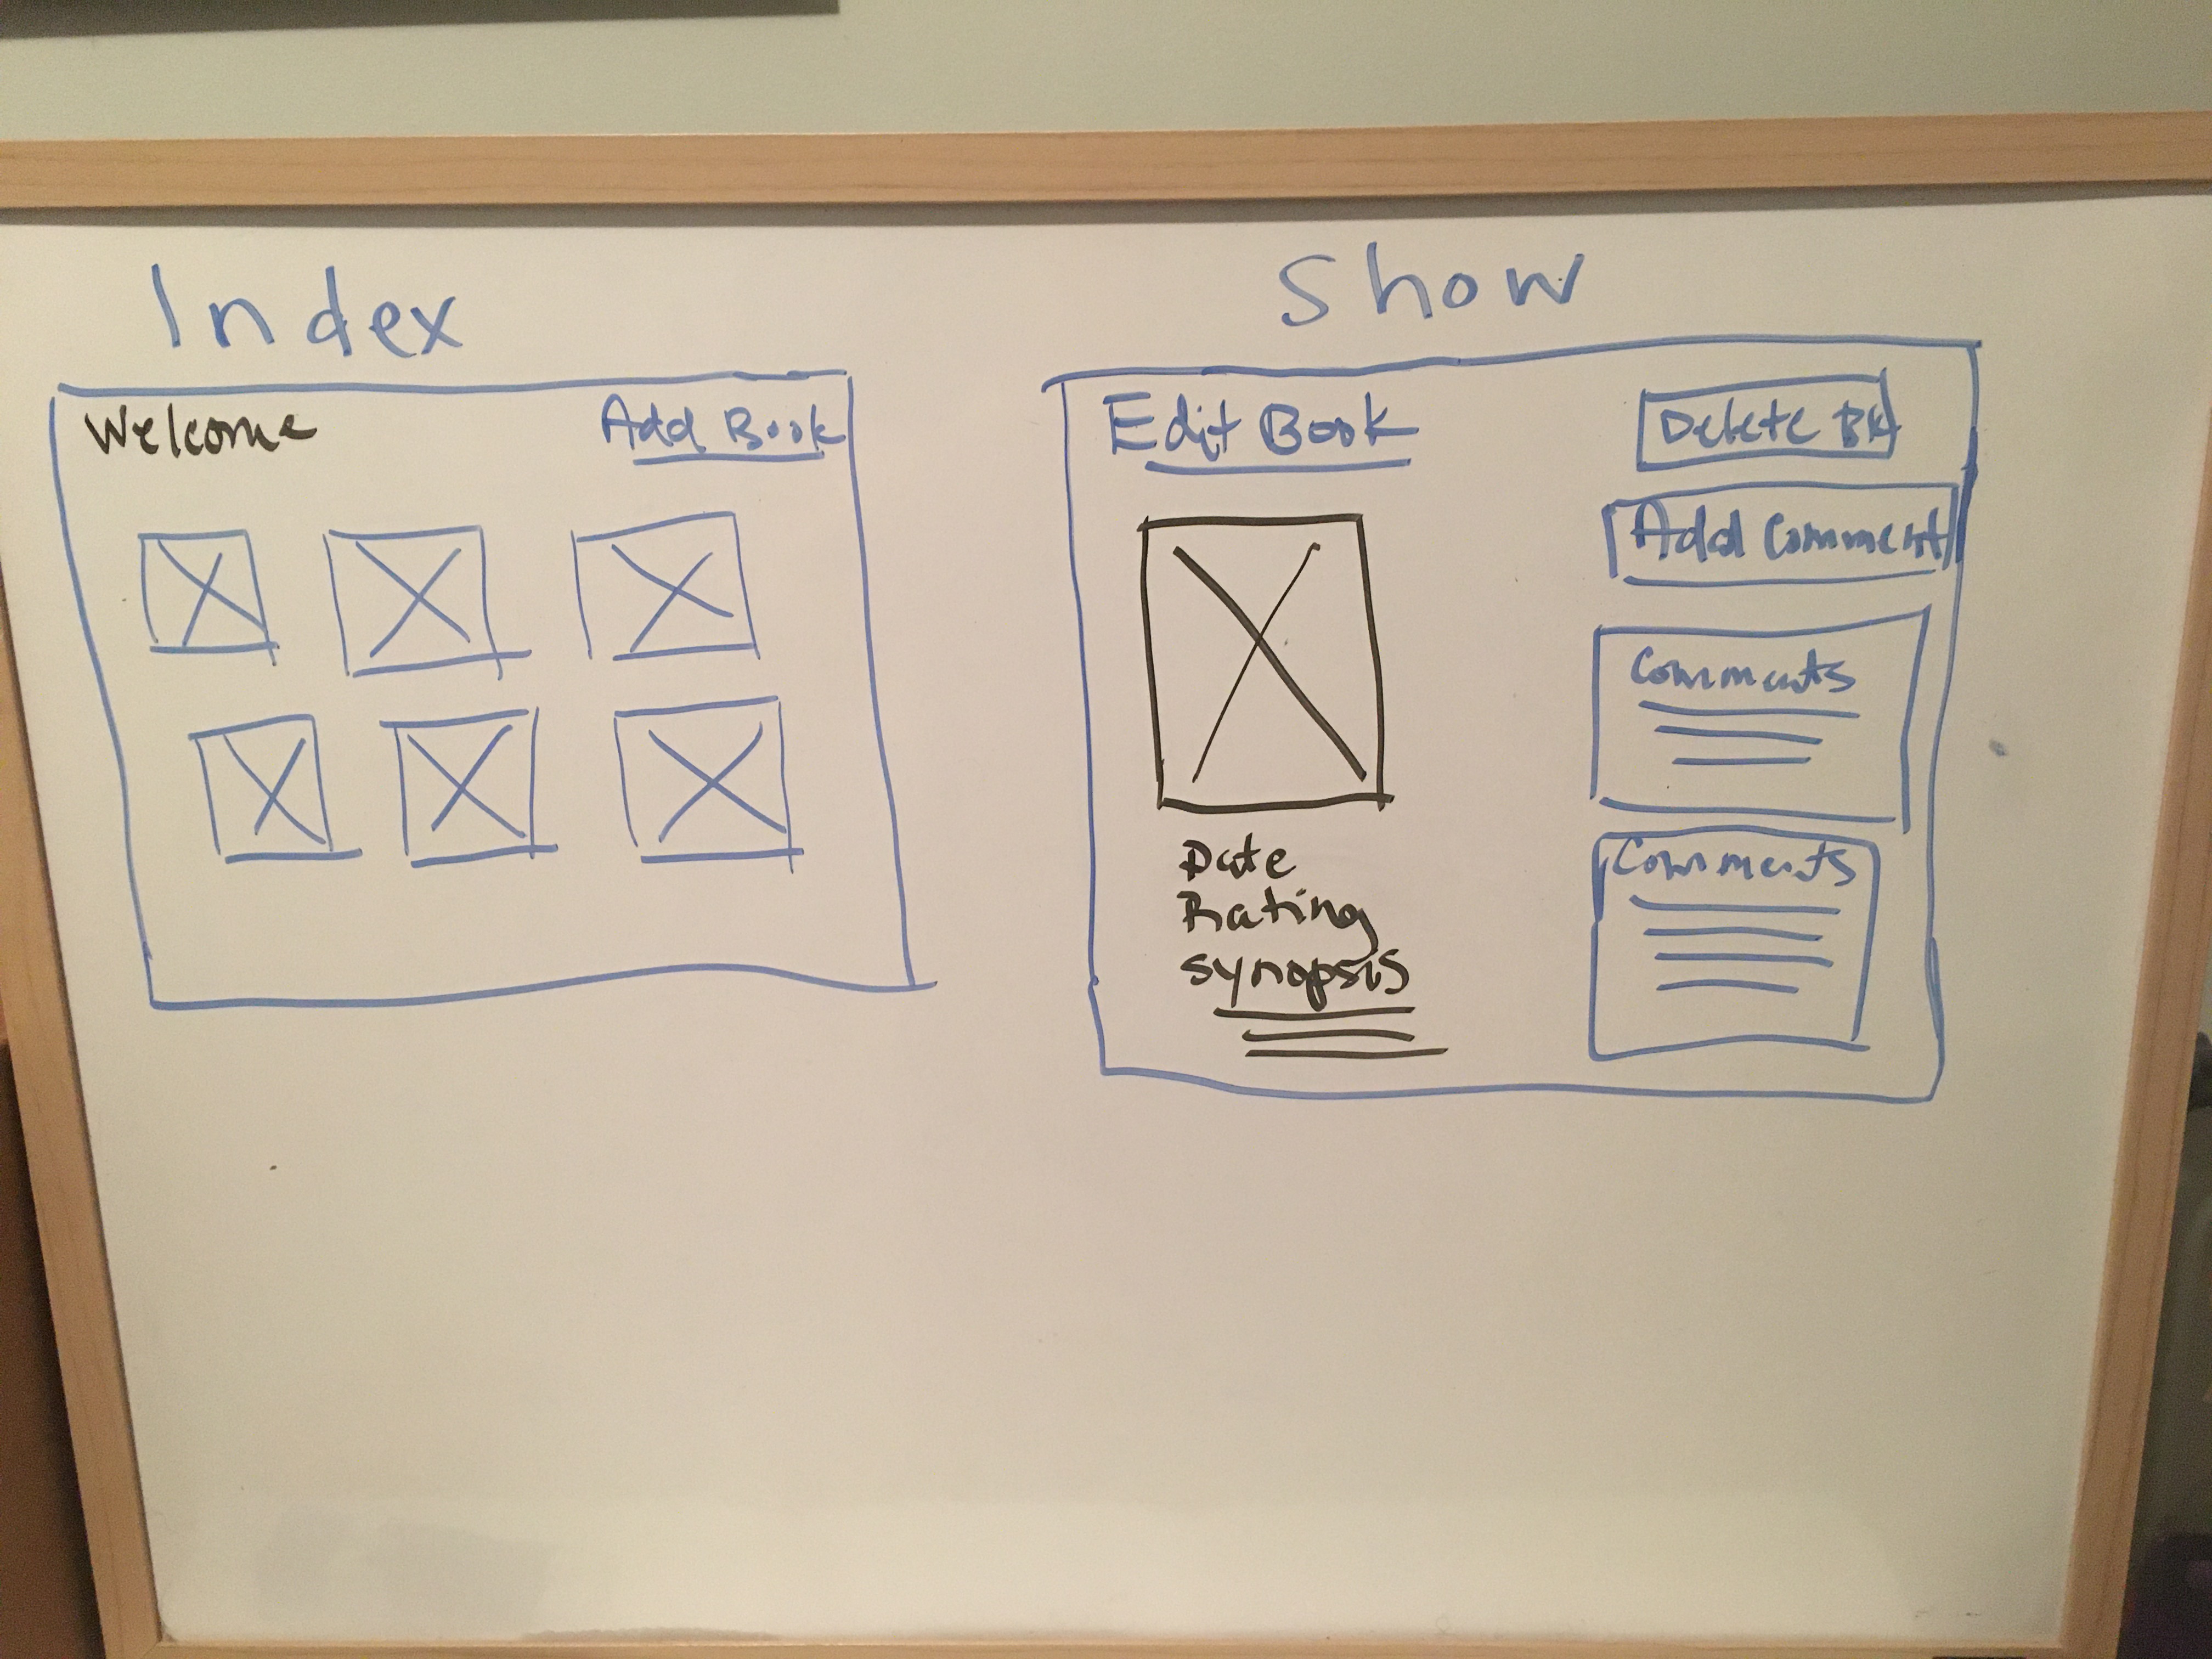 Index
Welcome
Add Book
Show
Edit Book
Delete BK
Add Comment
Comments
Comments
Date
Rating
Synopsis